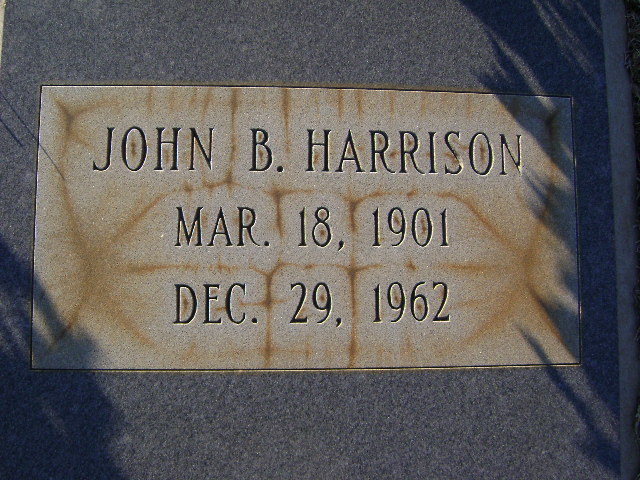 JOHN B. HARRISON
MAR. 18, 1901
DEC. 29, 1962